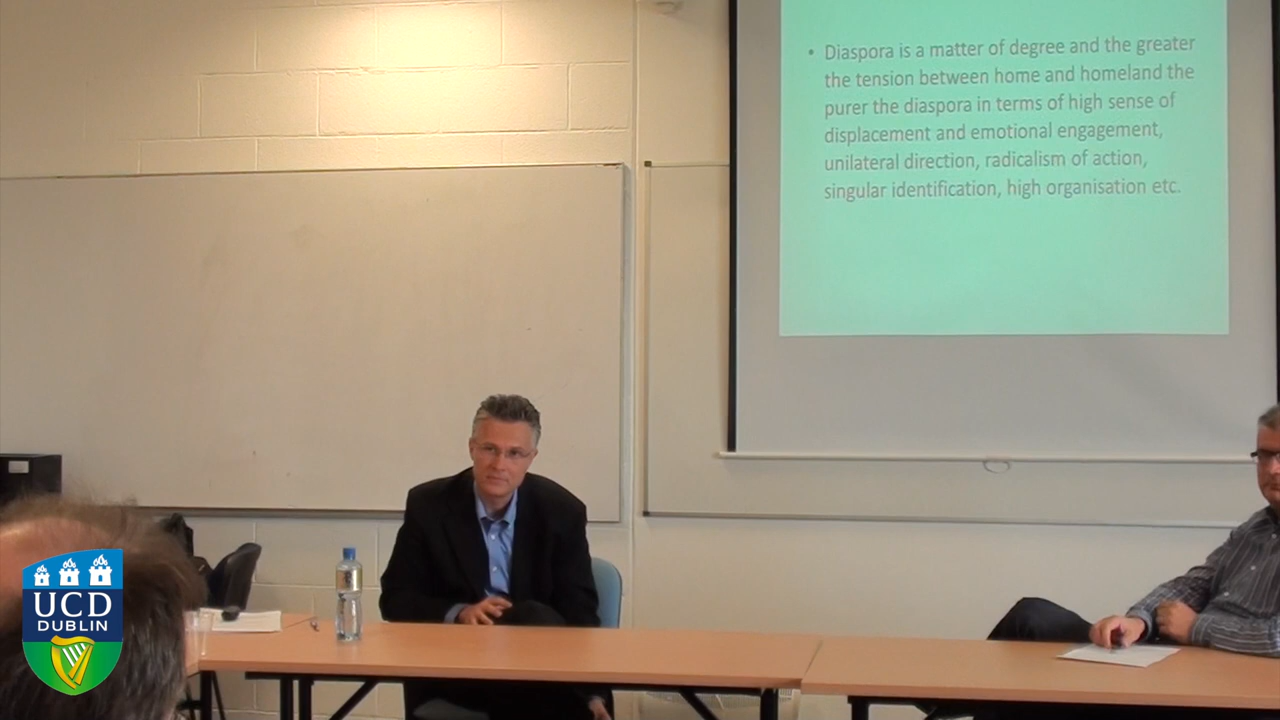 • Diaspora is a matter of degree and the greater
the tension between home and homeland the
purer the diaspora in terms of high sense of
displacement and emotional engagement,
unilateral direction, radicalism of action,
singular identification, high organisation etc.
UCD
DUBLIN